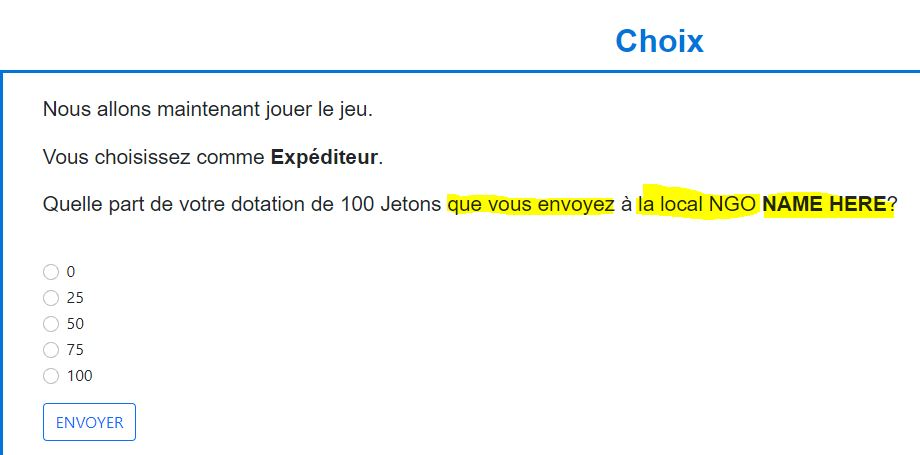 Choix
Nous allons maintenant jouer le jeu.
Vous choisissez comme Expéditeur.
Quelle part de votre dotation de 100 Jetons que vous envoyez à la local NGO NAME HERE?
0
25
50
75
100
ENVOYER